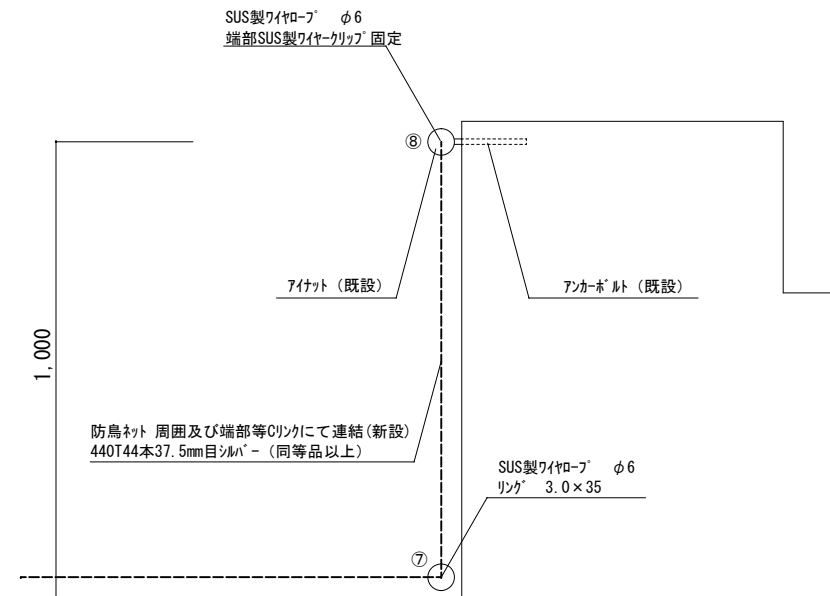 SUS製ﾜｲﾔﾛｰﾌﾟ φ6
端部SUS製ﾜｲﾔｰｸﾘｯﾌﾟ固定
⑧
ｱｲﾅｯﾄ（既設）
ｱﾝｶｰﾎﾞﾙﾄ（既設）
1,000
防鳥ﾈｯﾄ 周囲及び端部等Cﾘﾝｸにて連結(新設)
440T44本37.5mm目ｼﾙﾊﾞｰ（同等品以上）
SUS製ﾜｲﾔﾛｰﾌﾟ φ6
ﾘﾝｸﾞ 3.0×35
⑦